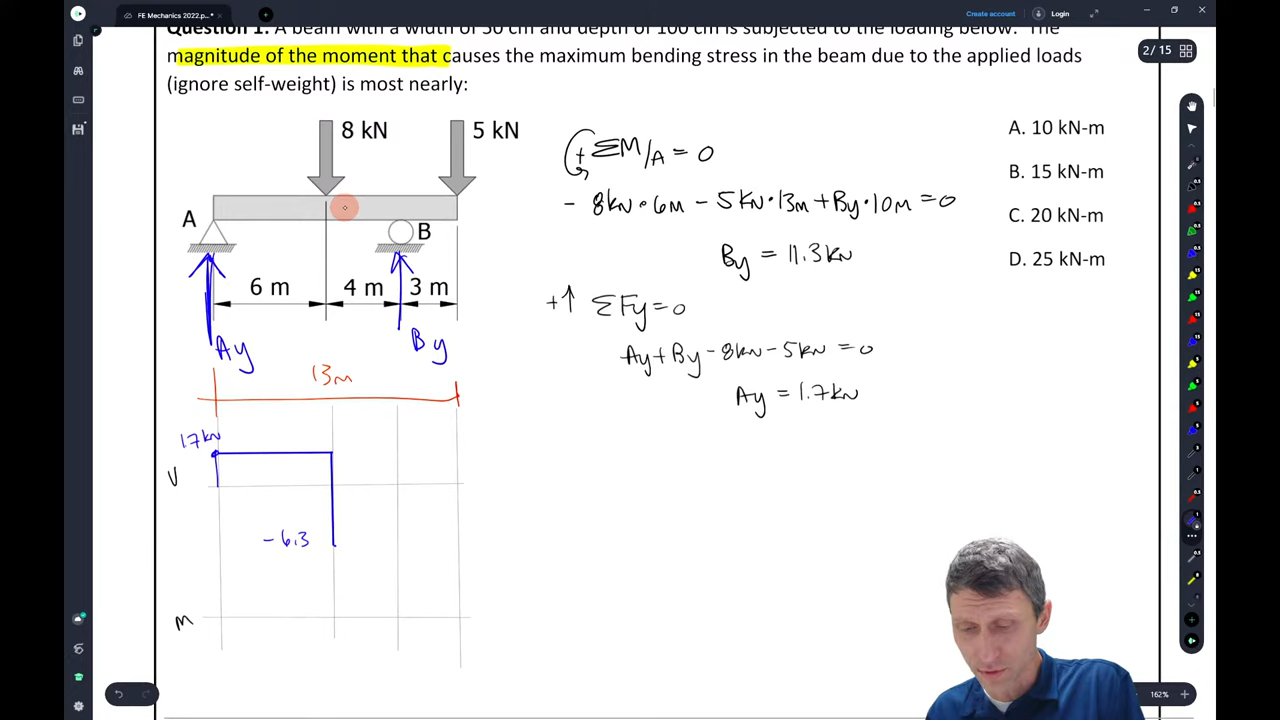 FE Mechanics 2022.p...*
Create account
Login
Question 1: A beam with a width of 50 cm and depth of 100 cm is subjected to the loading below. The
magnitude of the moment that causes the maximum bending stress in the beam due to the applied loads
(ignore self-weight) is most nearly:
2/15
8 kN
5 kN
A
B
6 m
4 m
3 m
Ay
By
13m
1.7kN
V
-6.3
M
+ ΣM/A = 0
- 8kN·6m - 5kN·13m + By·10m = 0
By = 11.3kN
+↑ ΣFy = 0
Ay + By - 8kN - 5kN = 0
Ay = 1.7kN
A. 10 kN-m
B. 15 kN-m
C. 20 kN-m
D. 25 kN-m
162%